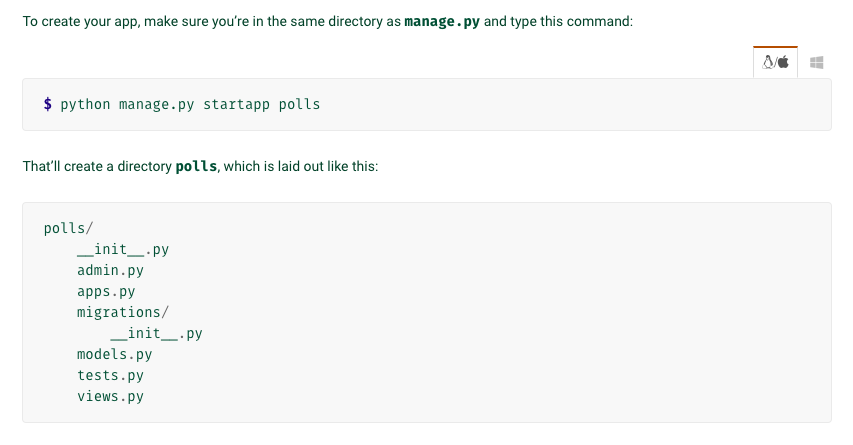 To create your app, make sure you’re in the same directory as manage.py and type this command:
/
$ python manage.py startapp polls
That’ll create a directory polls, which is laid out like this:
polls/
    __init__.py
    admin.py
    apps.py
    migrations/
        __init__.py
    models.py
    tests.py
    views.py